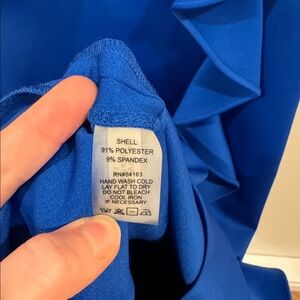 SHELL:
91% POLYESTER
9% SPANDEX
RN#54163
HAND WASH COLD
LAY FLAT TO DRY
DO NOT BLEACH
COOL IRON
IF NECESSARY